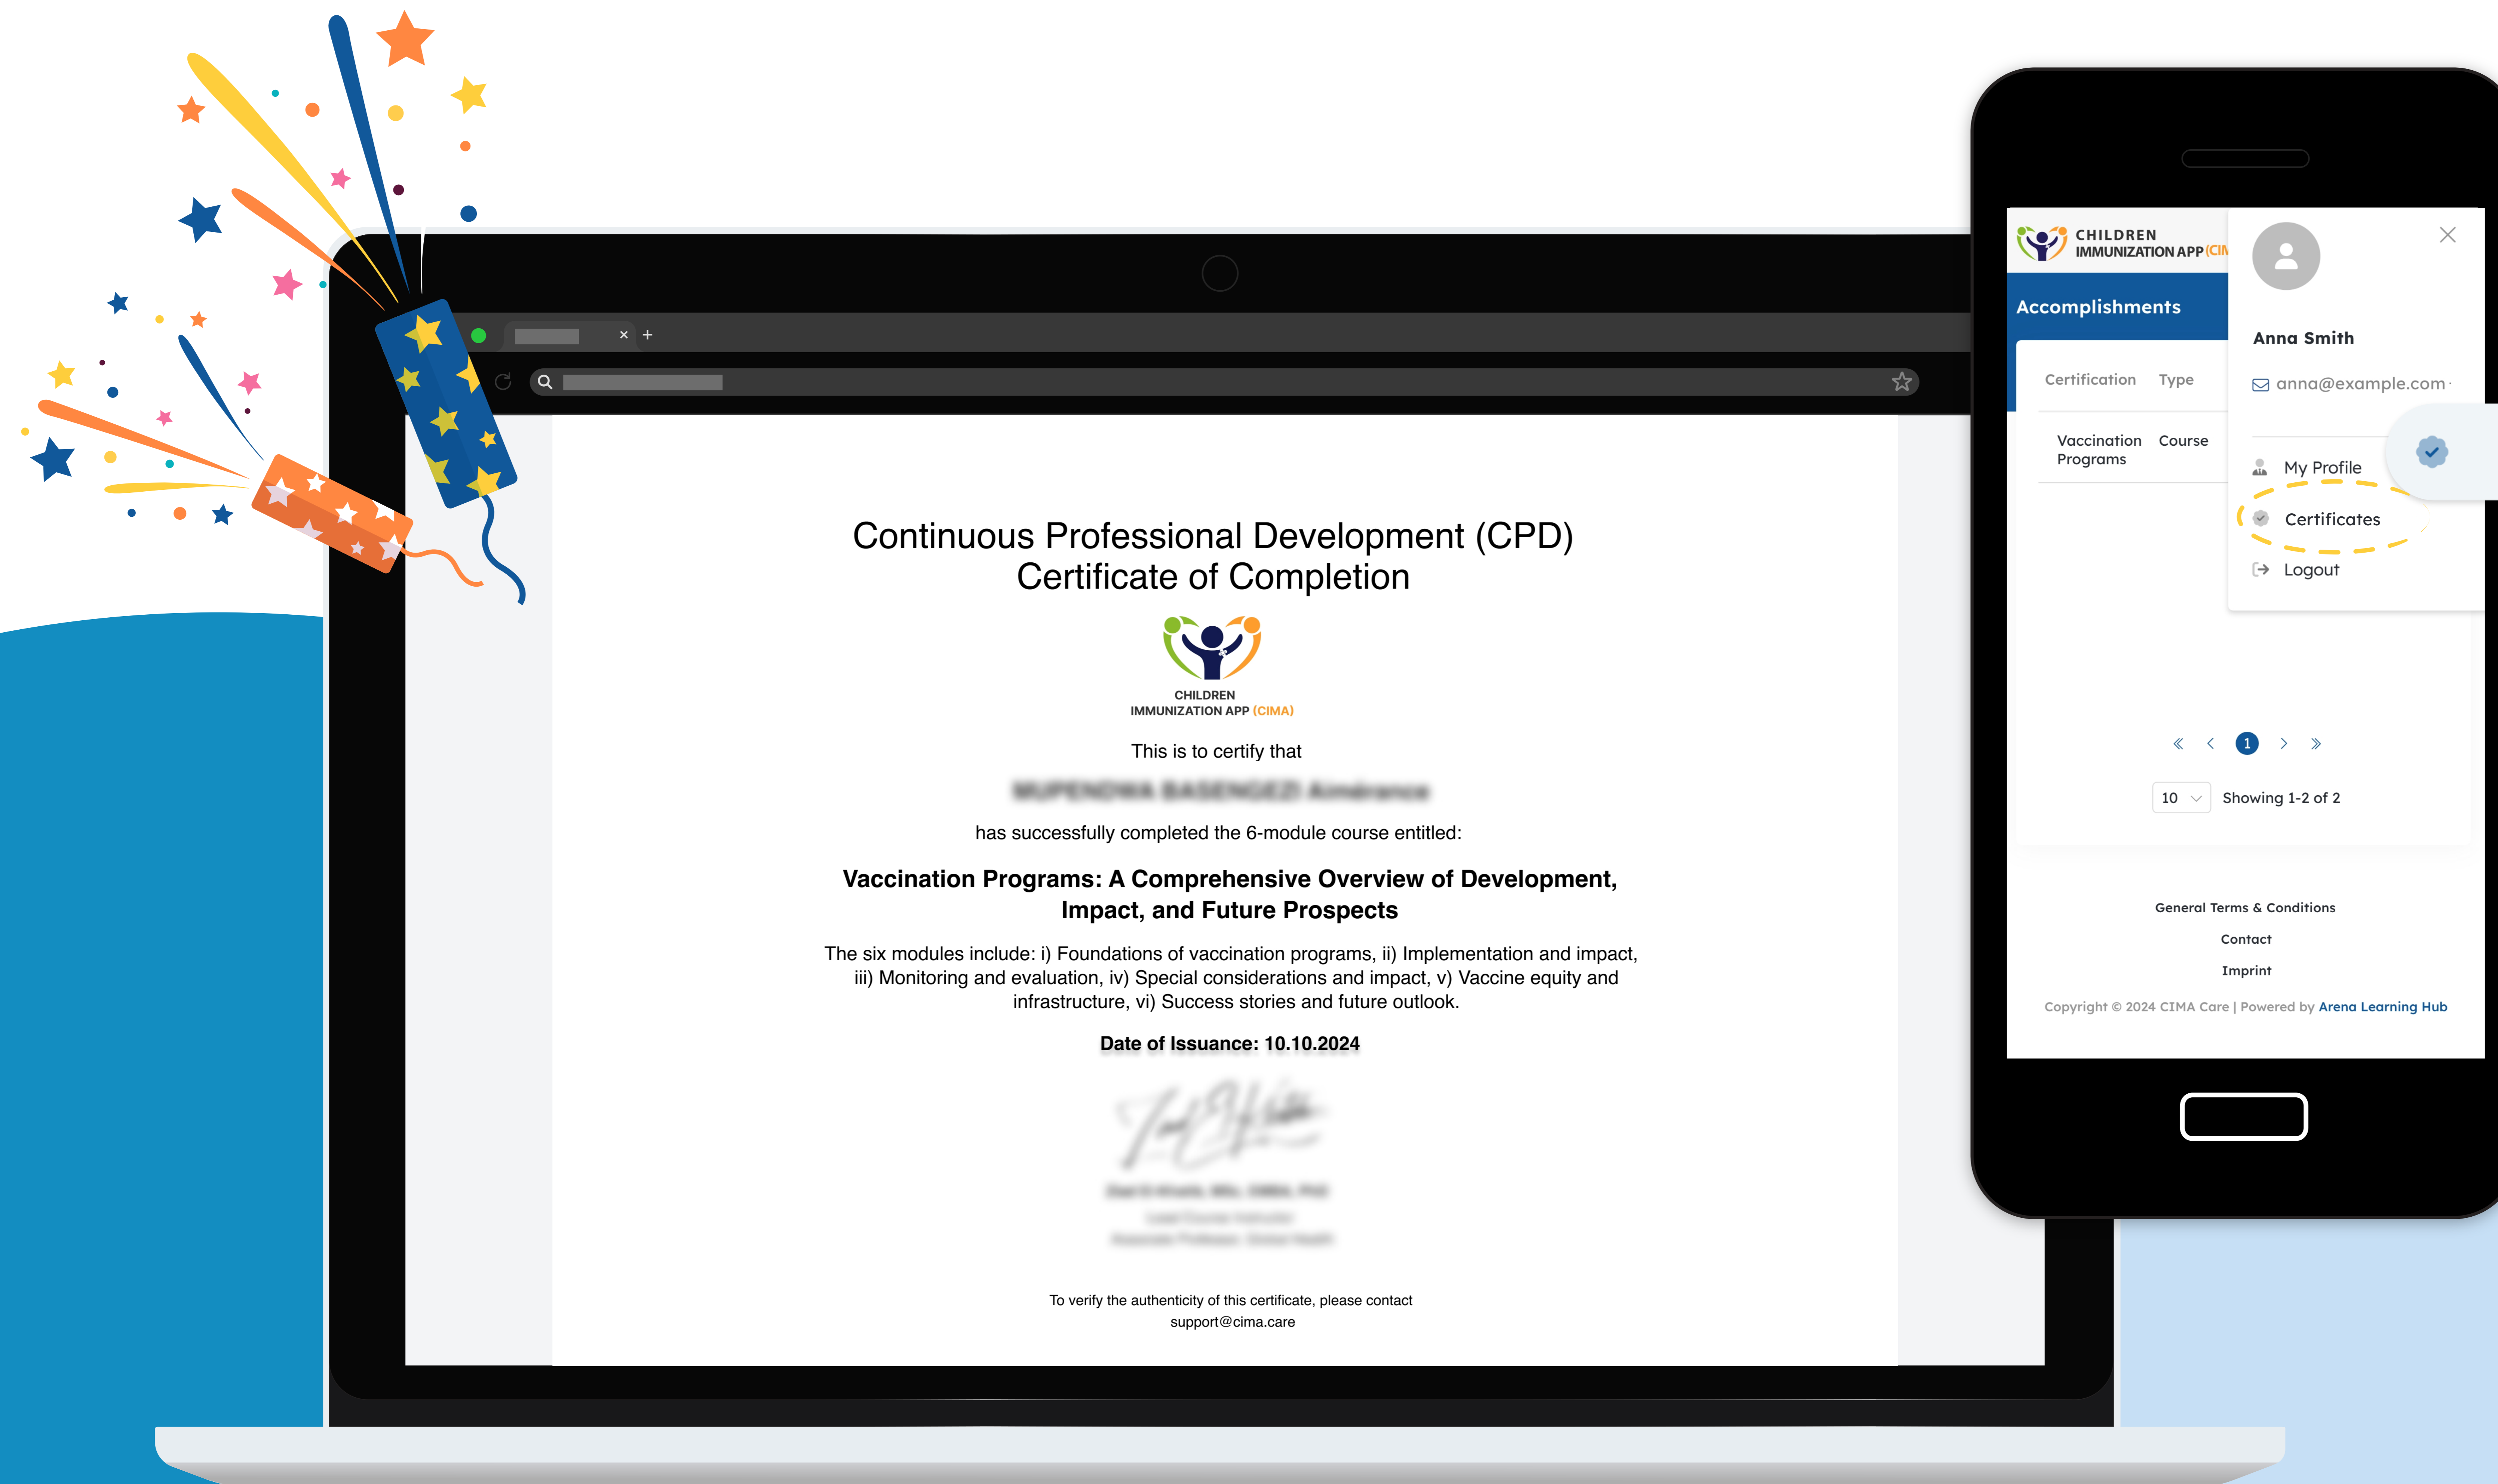 Continuous Professional Development (CPD)
Certificate of Completion
CHILDREN
IMMUNIZATION APP (CIMA)
This is to certify that
has successfully completed the 6-module course entitled:
Vaccination Programs: A Comprehensive Overview of Development,
Impact, and Future Prospects
The six modules include: i) Foundations of vaccination programs, ii) Implementation and impact,
iii) Monitoring and evaluation, iv) Special considerations and impact, v) Vaccine equity and
infrastructure, vi) Success stories and future outlook.
Date of Issuance: 10.10.2024
To verify the authenticity of this certificate, please contact
support@cima.care
CHILDREN
IMMUNIZATION APP
Accomplishments
Certification Type
Vaccination Course
Programs
Anna Smith
anna@example.com
My Profile
Certificates
Logout
1
10 Showing 1-2 of 2
General Terms & Conditions
Contact
Imprint
Copyright © 2024 CIMA Care | Powered by Arena Learning Hub